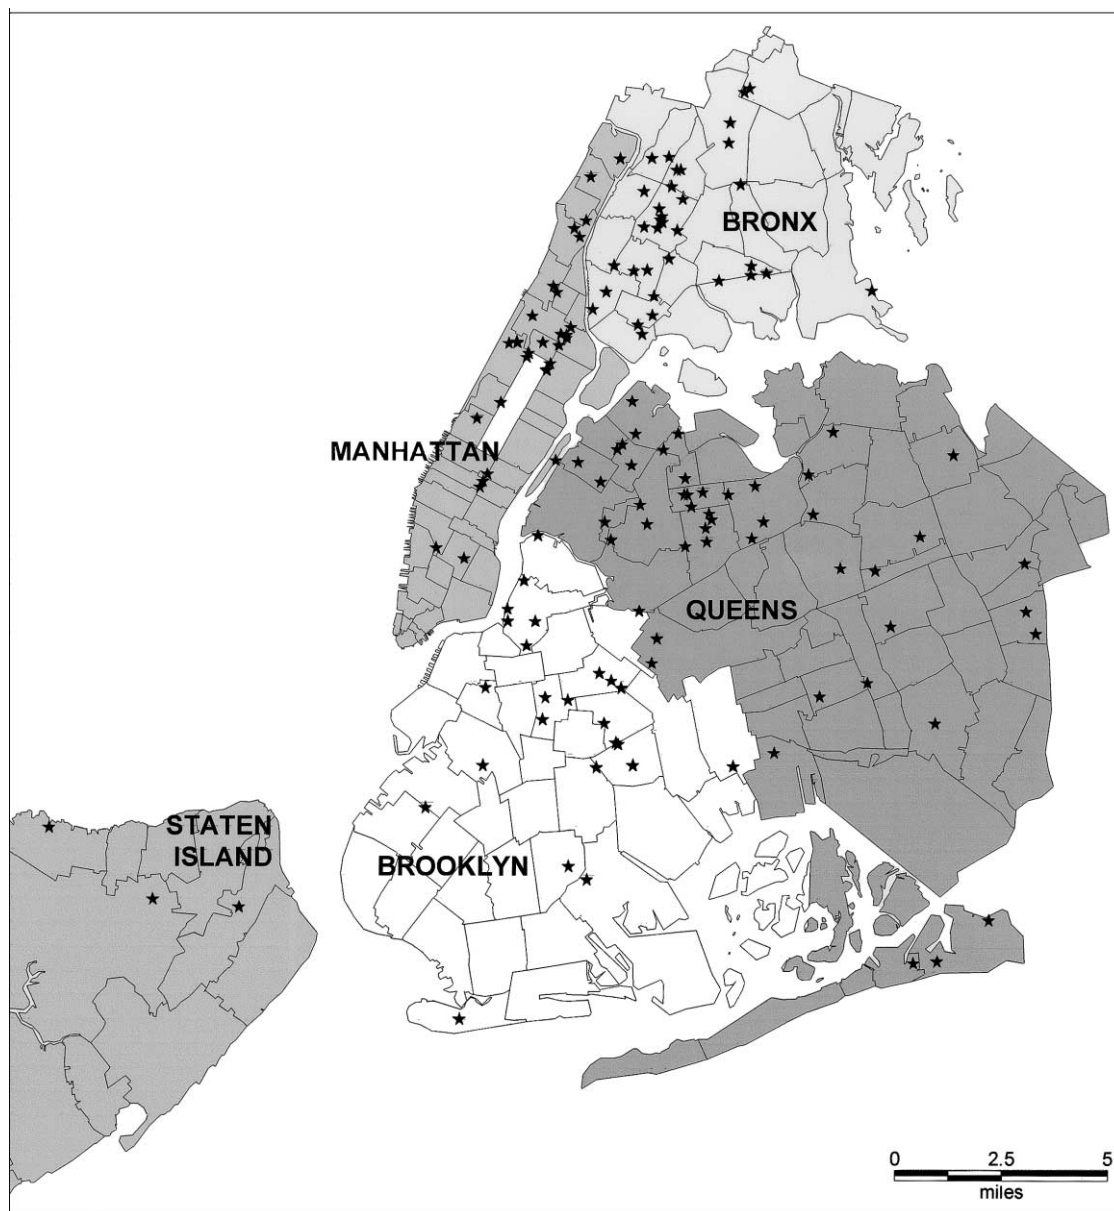 BRONX
MANHATTAN
QUEENS
STATEN
ISLAND
BROOKLYN
0 2.5 5
miles